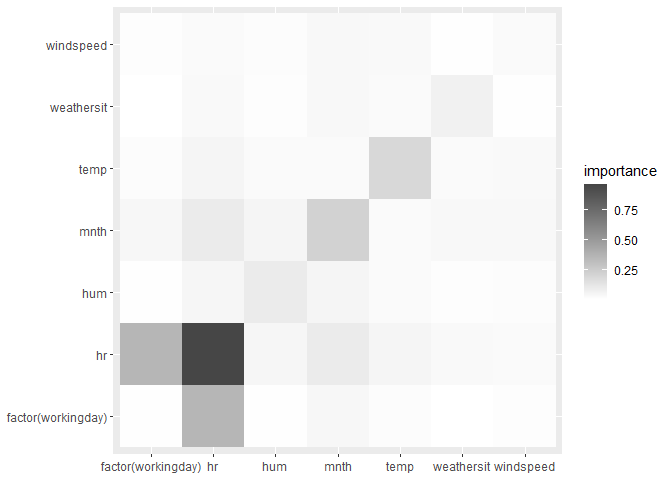 windspeed
weathersit
temp
mnth
hum
hr
factor(workingday)
factor(workingday) hr hum mnth temp weathersit windspeed
importance
0.75
0.50
0.25